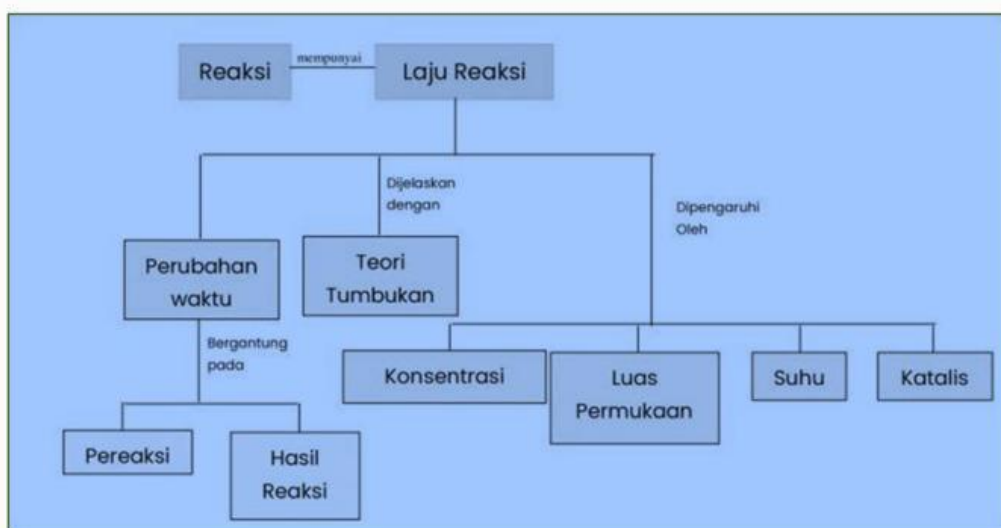 Reaksi
mempunyai
Laju Reaksi
Dijelaskan
dengan
Dipengaruhi
Oleh
Perubahan
waktu
Teori
Tumbukan
Bergantung
pada
Konsentrasi
Luas
Permukaan
Suhu
Katalis
Pereaksi
Hasil
Reaksi